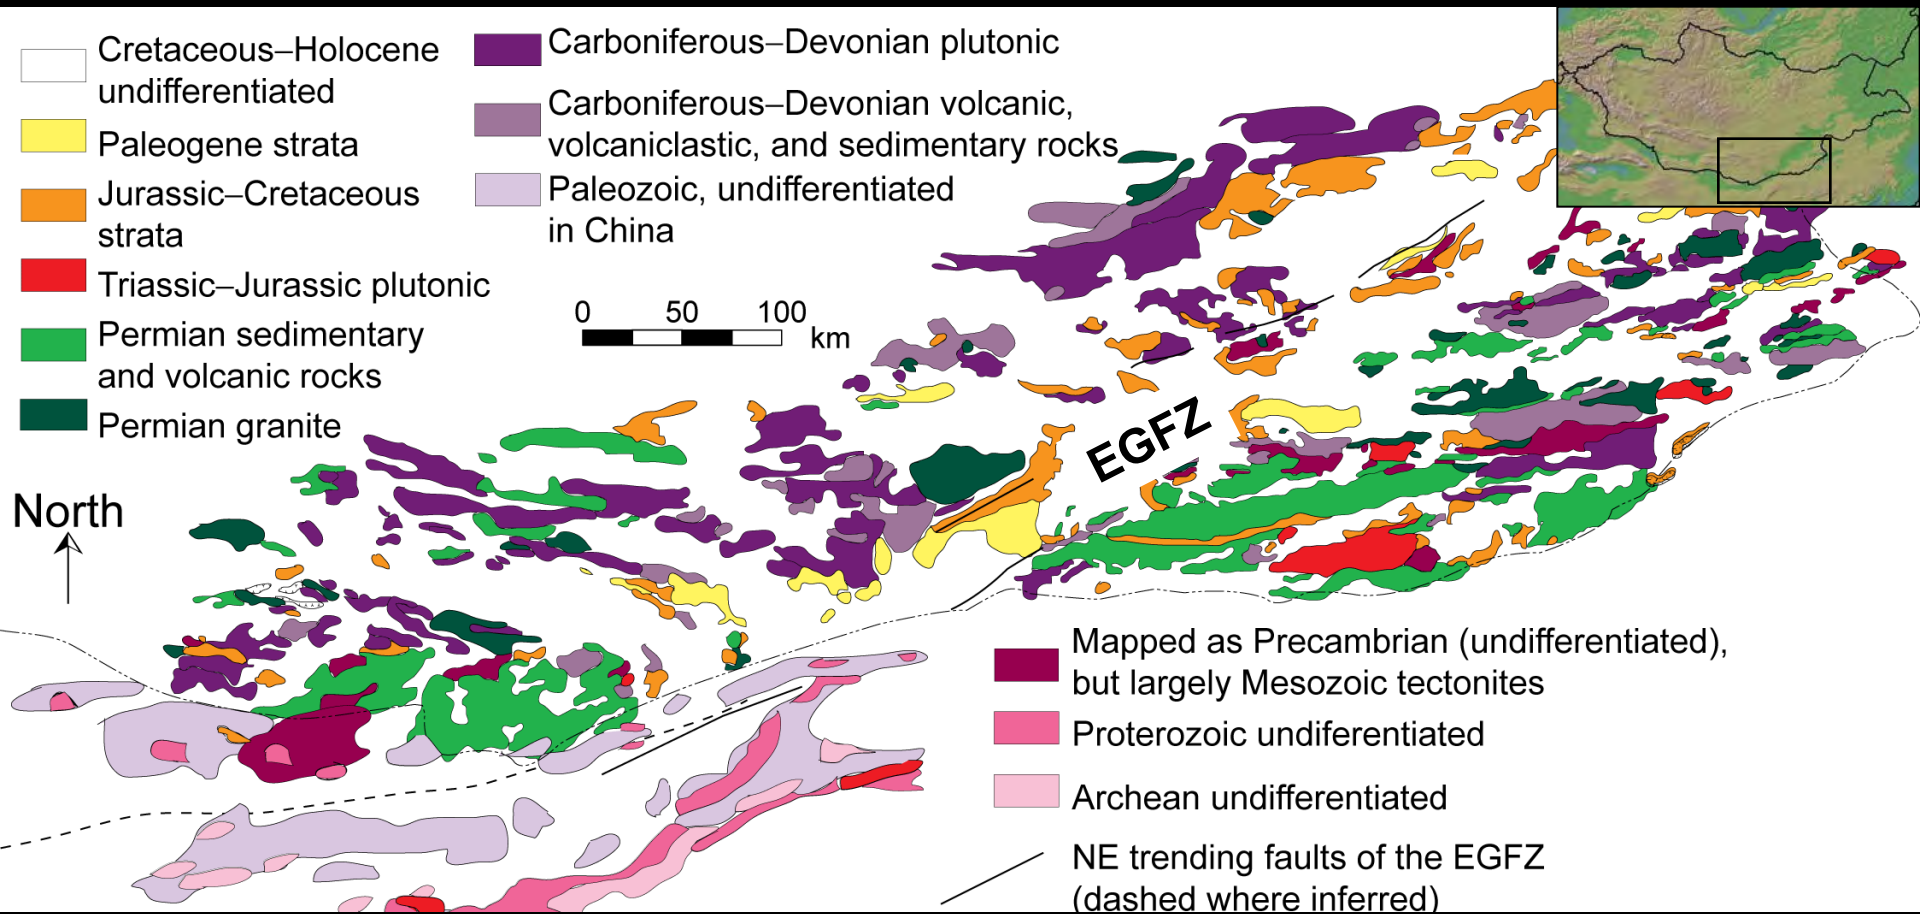 Cretaceous–Holocene
undifferentiated
Paleogene strata
Jurassic–Cretaceous
strata
Triassic–Jurassic plutonic
Permian sedimentary
and volcanic rocks
Permian granite
Carboniferous–Devonian plutonic
Carboniferous–Devonian volcanic,
volcaniclastic, and sedimentary rocks
Paleozoic, undifferentiated
in China
0 50 100
km
EGFZ
North
Mapped as Precambrian (undifferentiated),
but largely Mesozoic tectonites
Proterozoic undiferentiated
Archean undifferentiated
NE trending faults of the EGFZ
(dashed where inferred)